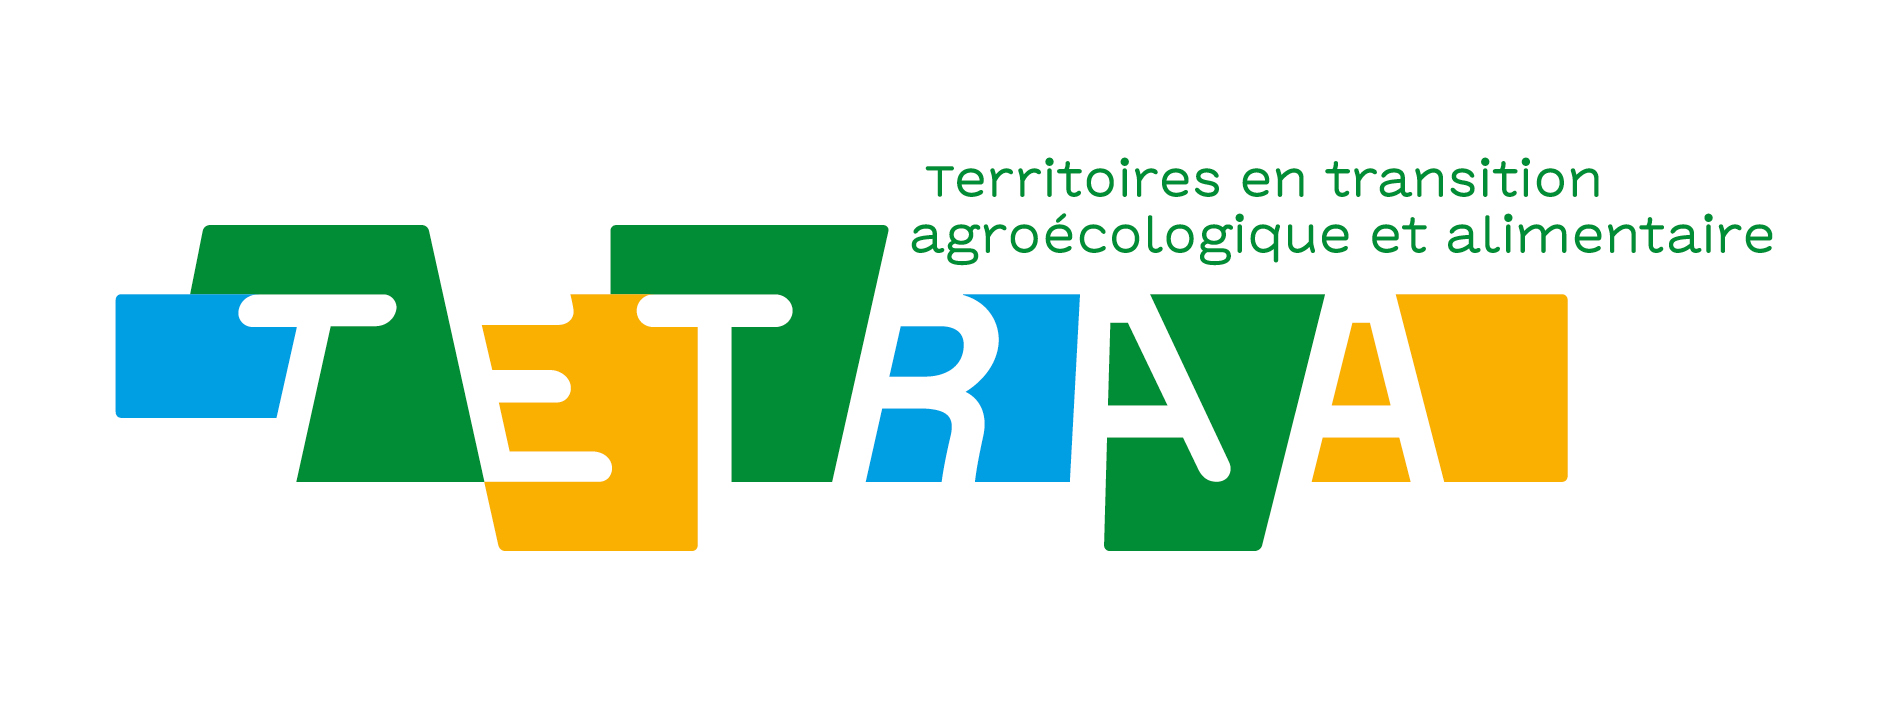 Territoires en transition
agroécologique et alimentaire
TETRAA